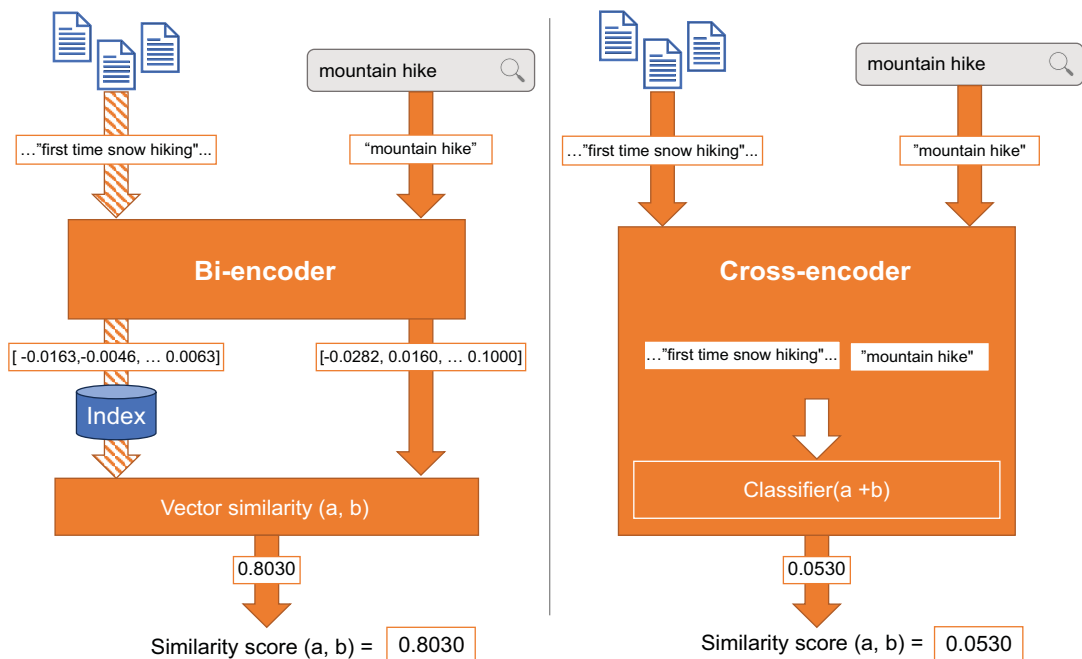 mountain hike
…"first time snow hiking"...
“mountain hike”
Bi-encoder
[ -0.0163,-0.0046, … 0.0063]
[-0.0282, 0.0160, … 0.1000]
Index
Vector similarity (a, b)
0.8030
Similarity score (a, b) = 0.8030
mountain hike
…"first time snow hiking"...
"mountain hike"
Cross-encoder
…"first time snow hiking"...
"mountain hike"
Classifier(a +b)
0.0530
Similarity score (a, b) = 0.0530